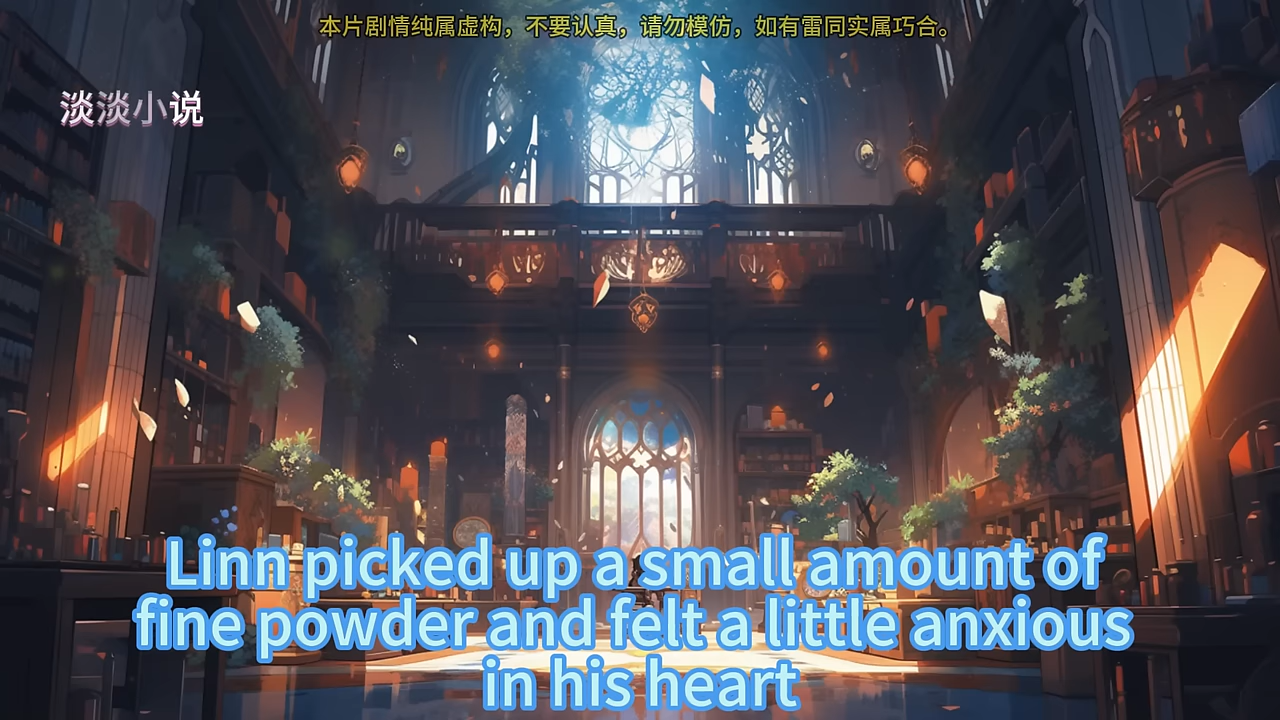 本片剧情纯属虚构，不要认真，请勿模仿，如有雷同实属巧合。
淡淡小说
Linn picked up a small amount of
fine powder and felt a little anxious
in his heart